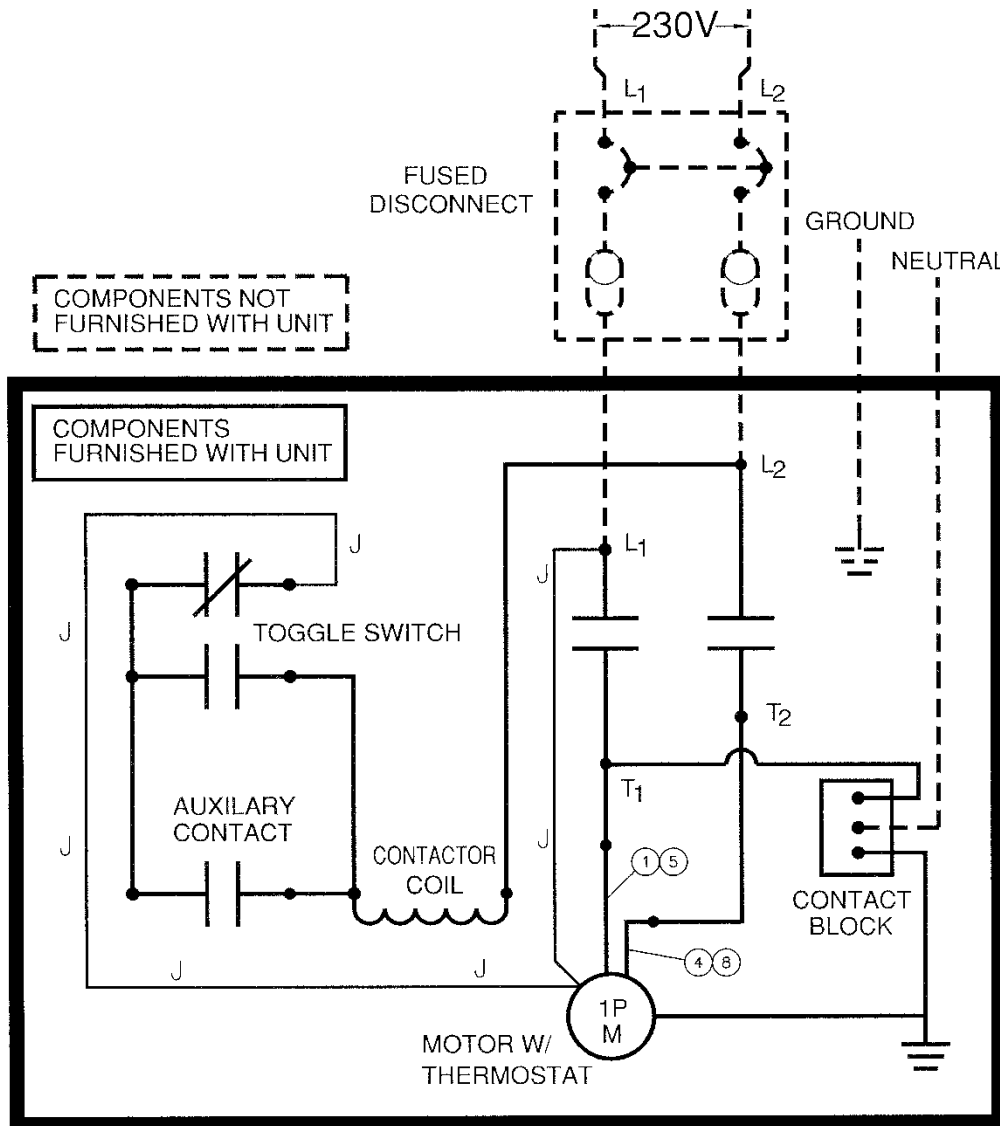 230V
L1
L2
FUSED
DISCONNECT
GROUND
NEUTRAL
COMPONENTS NOT
FURNISHED WITH UNIT
COMPONENTS
FURNISHED WITH UNIT
L2
J
L1
J
J
TOGGLE SWITCH
T2
T1
AUXILARY
CONTACT
J
J
CONTACTOR
COIL
1 5
CONTACT
BLOCK
4 8
J
J
1P
M
MOTOR W/
THERMOSTAT